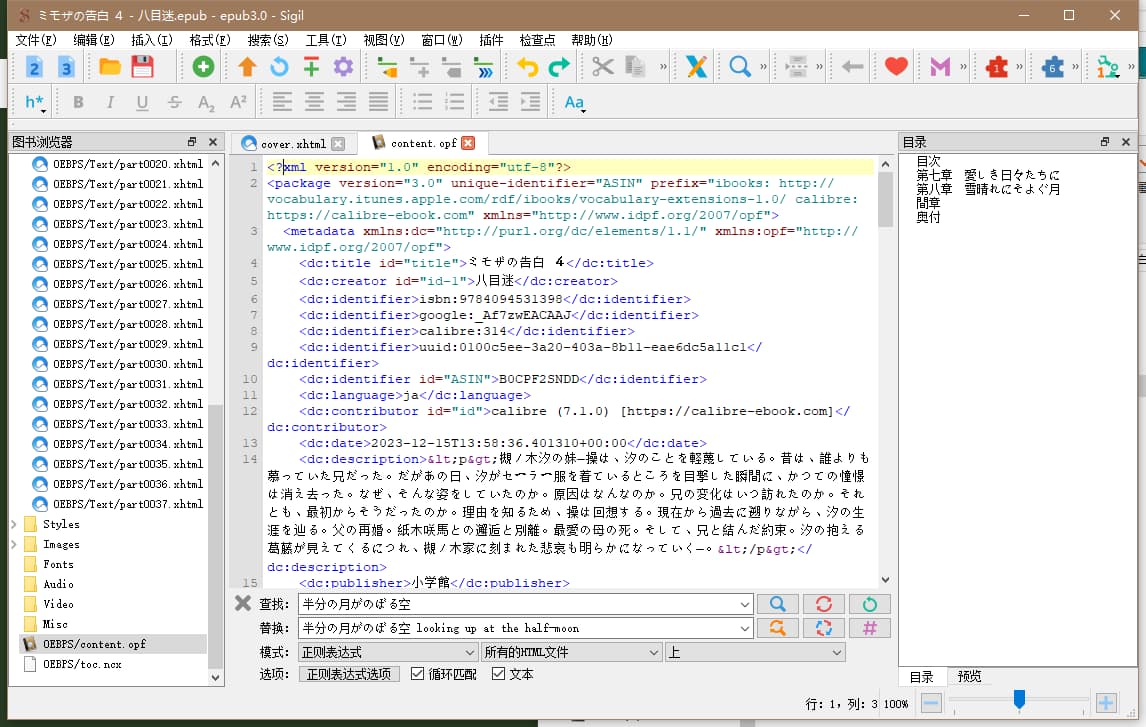 ミモザの告白 4 - 八目迷.epub - epub3.0 - Sigil
文件(F) 编辑(E) 插入(I) 格式(F) 搜索(S) 工具(T) 视图(V) 窗口(W) 插件 检查点 帮助(H)
2 3 1 6
h* B I U S A2 A2 Aa
图书浏览器
OEBPS/Text/part0020.xhtml
OEBPS/Text/part0021.xhtml
OEBPS/Text/part0022.xhtml
OEBPS/Text/part0023.xhtml
OEBPS/Text/part0024.xhtml
OEBPS/Text/part0025.xhtml
OEBPS/Text/part0026.xhtml
OEBPS/Text/part0027.xhtml
OEBPS/Text/part0028.xhtml
OEBPS/Text/part0029.xhtml
OEBPS/Text/part0030.xhtml
OEBPS/Text/part0031.xhtml
OEBPS/Text/part0032.xhtml
OEBPS/Text/part0033.xhtml
OEBPS/Text/part0034.xhtml
OEBPS/Text/part0035.xhtml
OEBPS/Text/part0036.xhtml
OEBPS/Text/part0037.xhtml
Styles
Images
Fonts
Audio
Video
Misc
OEBPS/content.opf
OEBPS/toc.ncx
cover.xhtml content.opf
1 <?xml version="1.0" encoding="utf-8"?>
2 <package version="3.0" unique-identifier="ASIN" prefix="ibooks: http://
vocabulary.itunes.apple.com/rdf/ibooks/vocabulary-extensions-1.0/ calibre:
https://calibre-ebook.com" xmlns="http://www.idpf.org/2007/opf">
3 <metadata xmlns:dc="http://purl.org/dc/elements/1.1/" xmlns:opf="http://
www.idpf.org/2007/opf">
4 <dc:title id="title">ミモザの告白 4</dc:title>
5 <dc:creator id="id-1">八目迷</dc:creator>
6 <dc:identifier>isbn:9784094531398</dc:identifier>
7 <dc:identifier>google:_Af7zwEACAAJ</dc:identifier>
8 <dc:identifier>calibre:314</dc:identifier>
9 <dc:identifier>uuid:0100c5ee-3a20-403a-8b11-eae6dc5a11c1</
dc:identifier>
10 <dc:identifier id="ASIN">B0CPF2SNDD</dc:identifier>
11 <dc:language>ja</dc:language>
12 <dc:contributor id="id">calibre (7.1.0) [https://calibre-ebook.com]</
dc:contributor>
13 <dc:date>2023-12-15T13:58:36.401310+00:00</dc:date>
14 <dc:description>&lt;p&gt;槻ノ木汐の妹―操は、汐のことを軽蔑している。昔は、誰よりも
慕っていた兄だった。だがあの日、汐がセーラー服を着ているところを目撃した瞬間に、かつての憧憬
は消え去った。なぜ、そんな姿をしていたのか。原因はなんなのか。兄の変化はいつ訪れたのか。それ
とも、最初からそうだったのか。理由を知るため、操は回想する。現在から過去に遡りながら、汐の生
涯を辿る。父の再婚。紙木咲馬との邂逅と別離。最愛の母の死。そして、兄と結んだ約束。汐の抱える
葛藤が見えてくるにつれ、槻ノ木家に刻まれた悲哀も明らかになっていく―。&lt;/p&gt;</
dc:description>
15 <dc:publisher>小学館</dc:publisher>
查找: 半分の月がのぼる空
替换: 半分の月がのぼる空 looking up at the half-moon
模式: 正则表达式 所有的HTML文件 上
选项: 正则表达式选项 循环匹配 文本
目录
目次
第七章 愛しき日々たちに
第八章 雪晴れにそよぐ月
間章
奥付
目录 预览
行: 1, 列: 3 100%